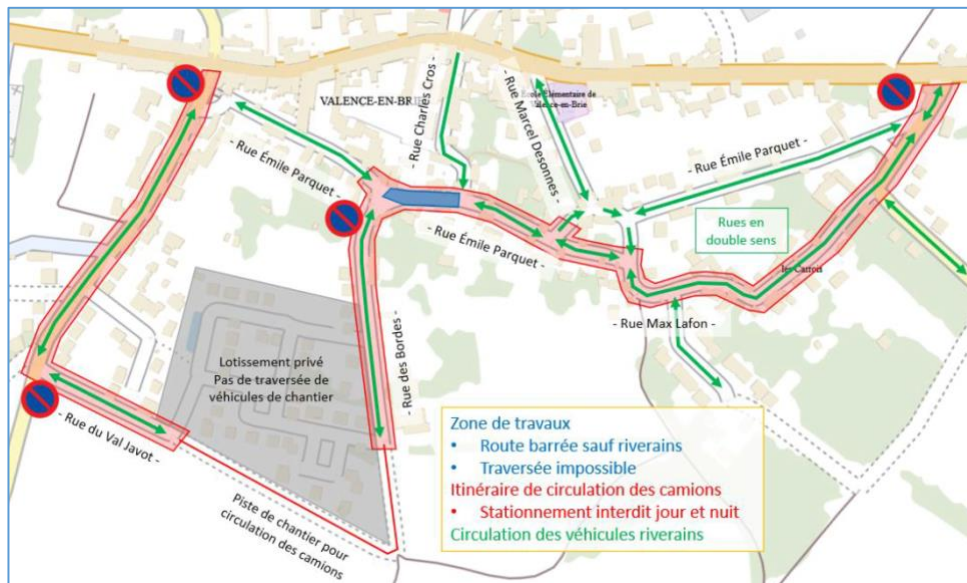 VALENCE-EN-BRIE
- Rue Charles Cros -
- Rue Marcel Desonnes -
École Élémentaire de
Valence-en-Brie
- Rue Émile Parquet -
- Rue Émile Parquet -
- Rue Émile Parquet -
Rues en
double sens
- Rue Max Lafon -
- Rue des Bordes -
Lotissement privé
Pas de traversée de
véhicules de chantier
- Rue du Val Javot -
Piste de chantier pour
circulation des camions
Zone de travaux
• Route barrée sauf riverains
• Traversée impossible
Itinéraire de circulation des camions
• Stationnement interdit jour et nuit
Circulation des véhicules riverains